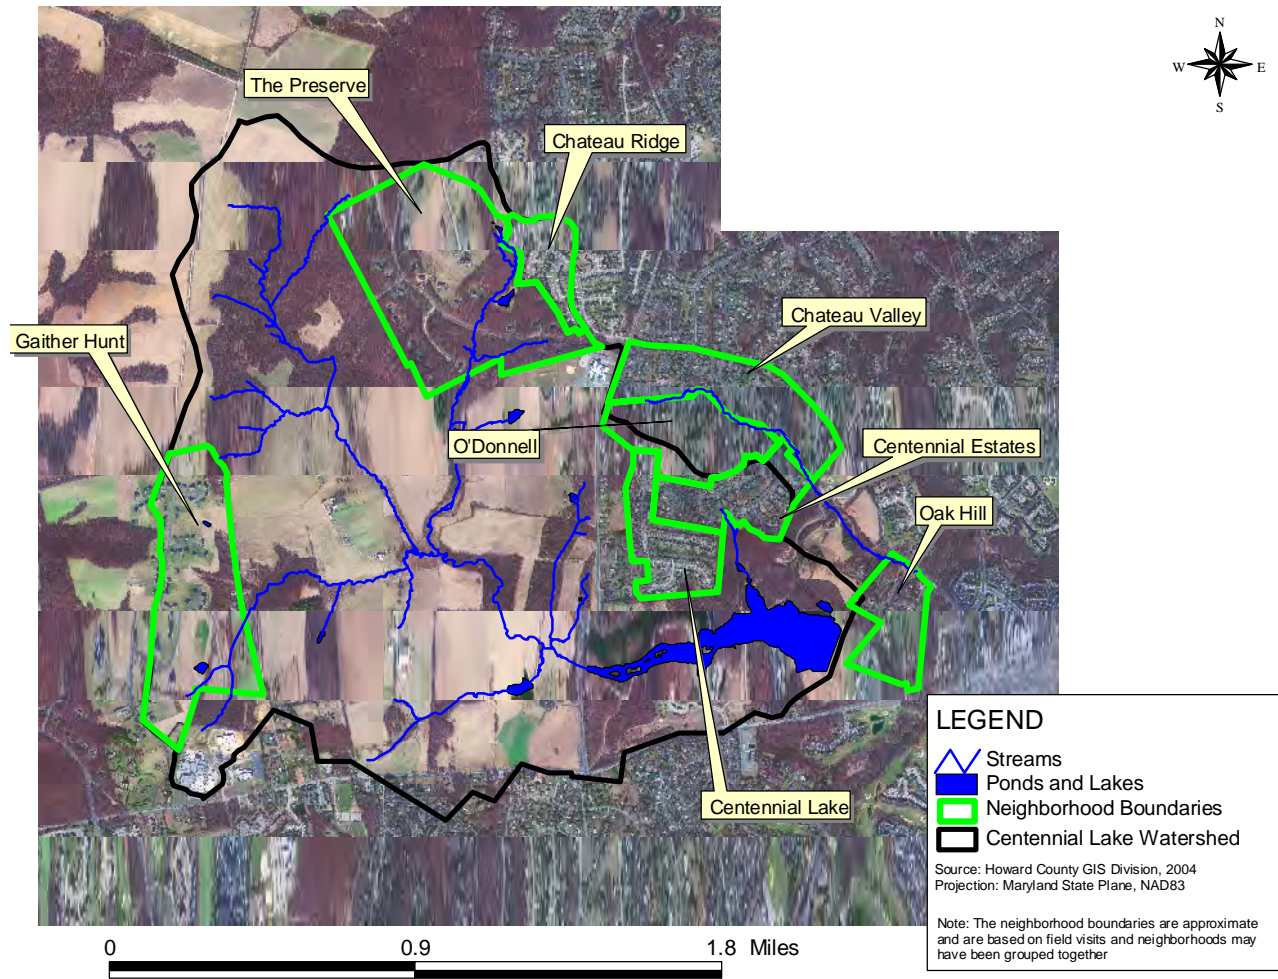 N
W E
S
The Preserve
Chateau Ridge
Chateau Valley
Gaither Hunt
O'Donnell
Centennial Estates
Oak Hill
Centennial Lake
LEGEND
Streams
Ponds and Lakes
Neighborhood Boundaries
Centennial Lake Watershed
Source: Howard County GIS Division, 2004
Projection: Maryland State Plane, NAD83
Note: The neighborhood boundaries are approximate
and are based on field visits and neighborhoods may
have been grouped together
0 0.9 1.8 Miles